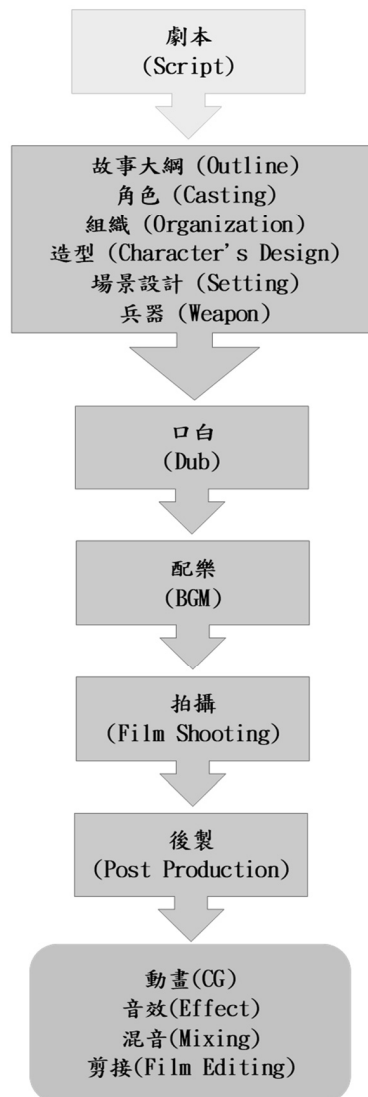 劇本
(Script)
故事大綱 (Outline)
角色 (Casting)
組織 (Organization)
造型 (Character's Design)
場景設計 (Setting)
兵器 (Weapon)
口白
(Dub)
配樂
(BGM)
拍攝
(Film Shooting)
後製
(Post Production)
動畫(CG)
音效(Effect)
混音(Mixing)
剪接(Film Editing)